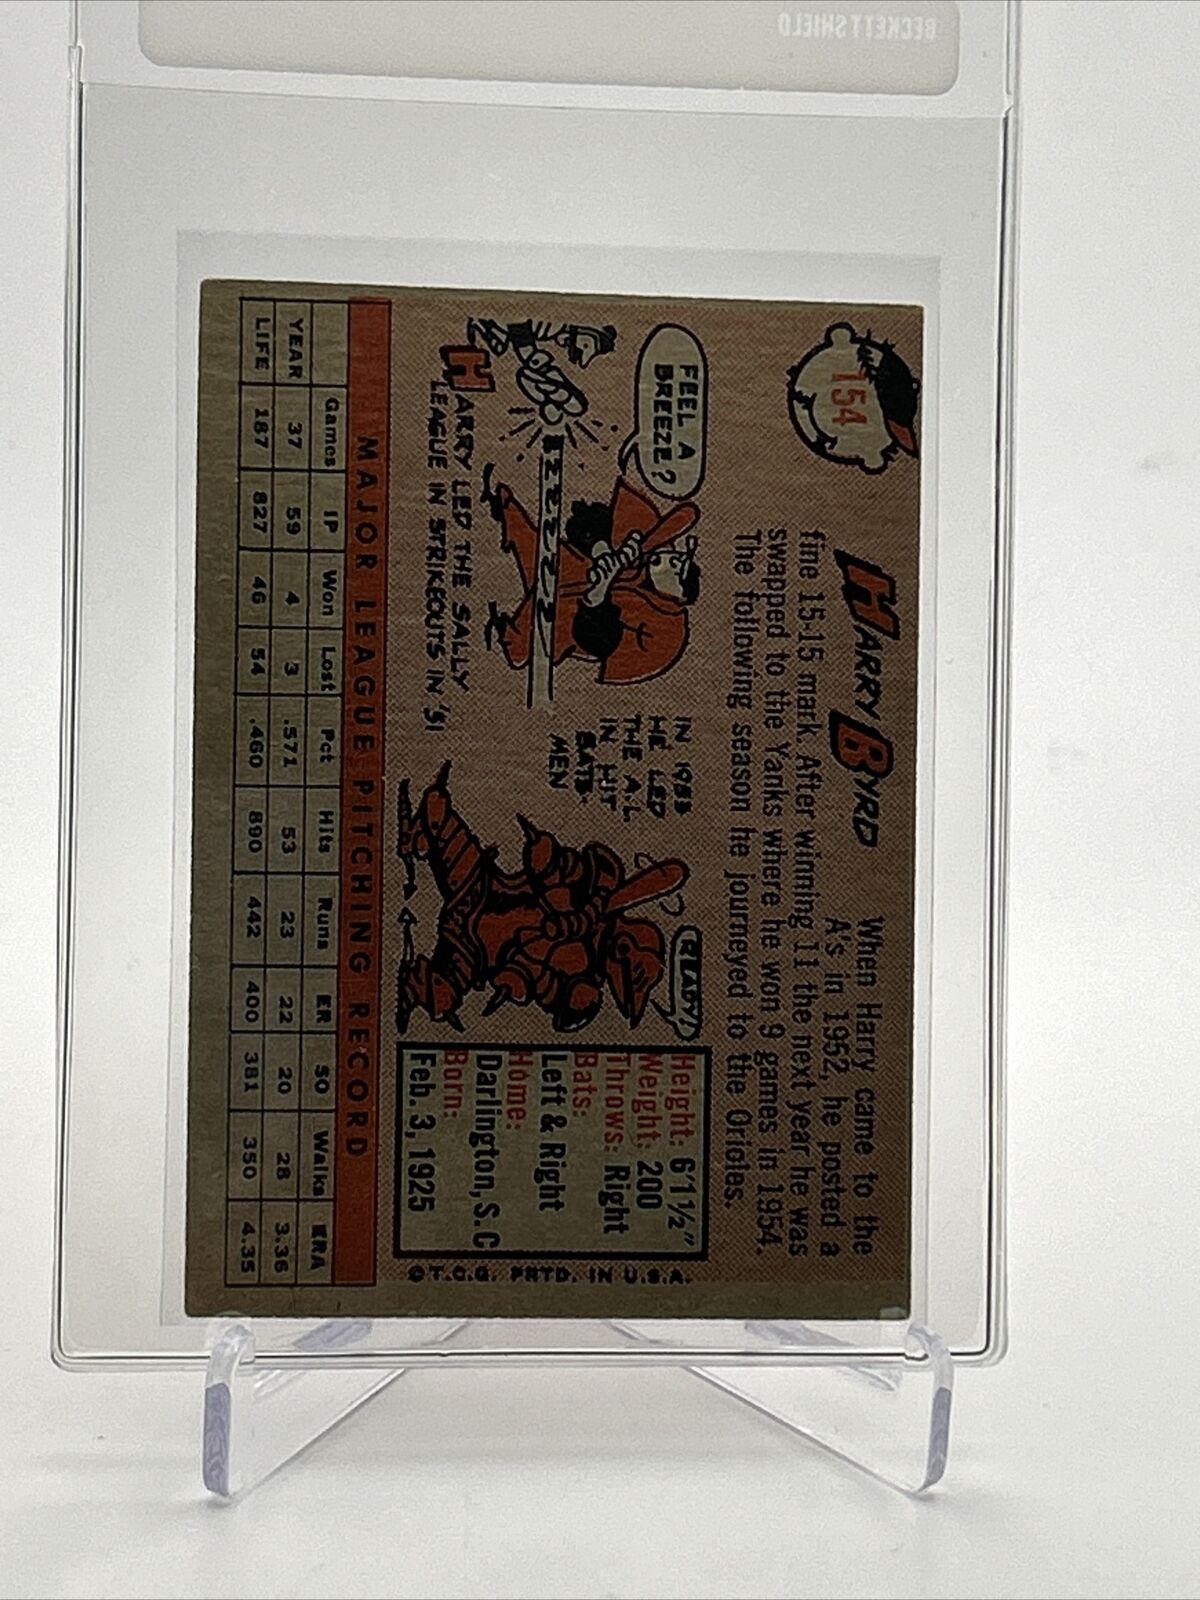 BECKETT SHIELD
154
HARRY BYRD
When Harry came to the
A's in 1952, he posted a
fine 15-15 mark. After winning 11 the next year he was
swapped to the Yanks where he won 9 games in 1954.
The following season he journeyed to the Orioles.
FEEL A
BREEZE?
HARRY LED THE SALLY
LEAGUE IN STRIKEOUTS IN '51
IN 1953
HE LED
THE A.L.
IN HIT
BATS-
MEN
READY!
Height: 6'1½"
Weight: 200
Throws: Right
Bats:
Left & Right
Home:
Darlington, S.C
Born:
Feb. 3, 1925
© T.C.G. PRTD. IN U.S.A.
MAJOR LEAGUE PITCHING RECORD
Games IP Won Lost Pct Hits Runs ER SO Walks ERA
YEAR 37 59 4 3 .571 53 23 22 20 28 3.36
LIFE 187 827 46 54 .460 890 442 400 381 350 4.35